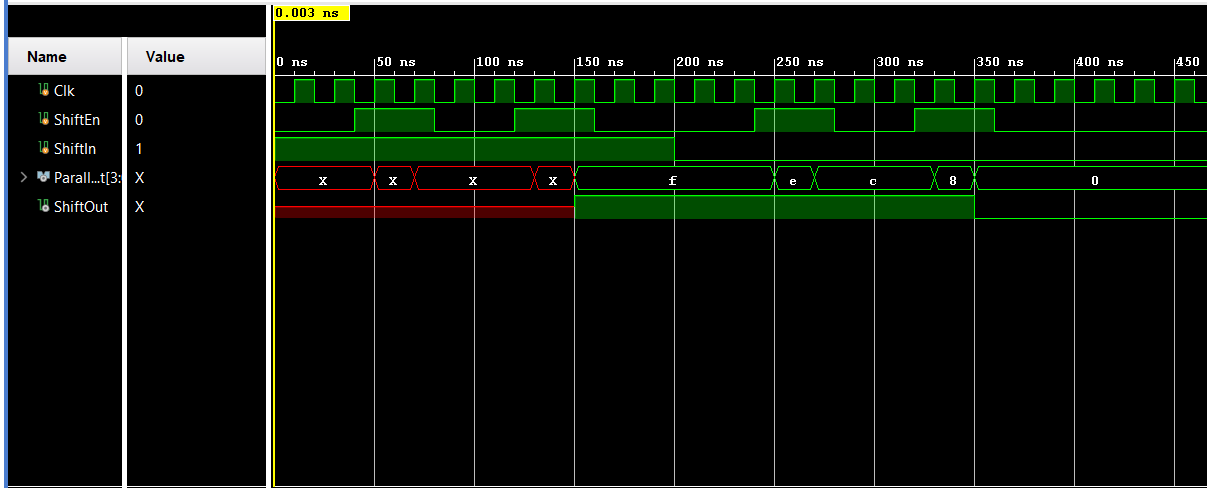 0.003 ns
Name Value
0 ns 50 ns 100 ns 150 ns 200 ns 250 ns 300 ns 350 ns 400 ns 450
Clk 0
ShiftEn 0
ShiftIn 1
Parall...t[3: X X X X X f e c 8 0
ShiftOut X